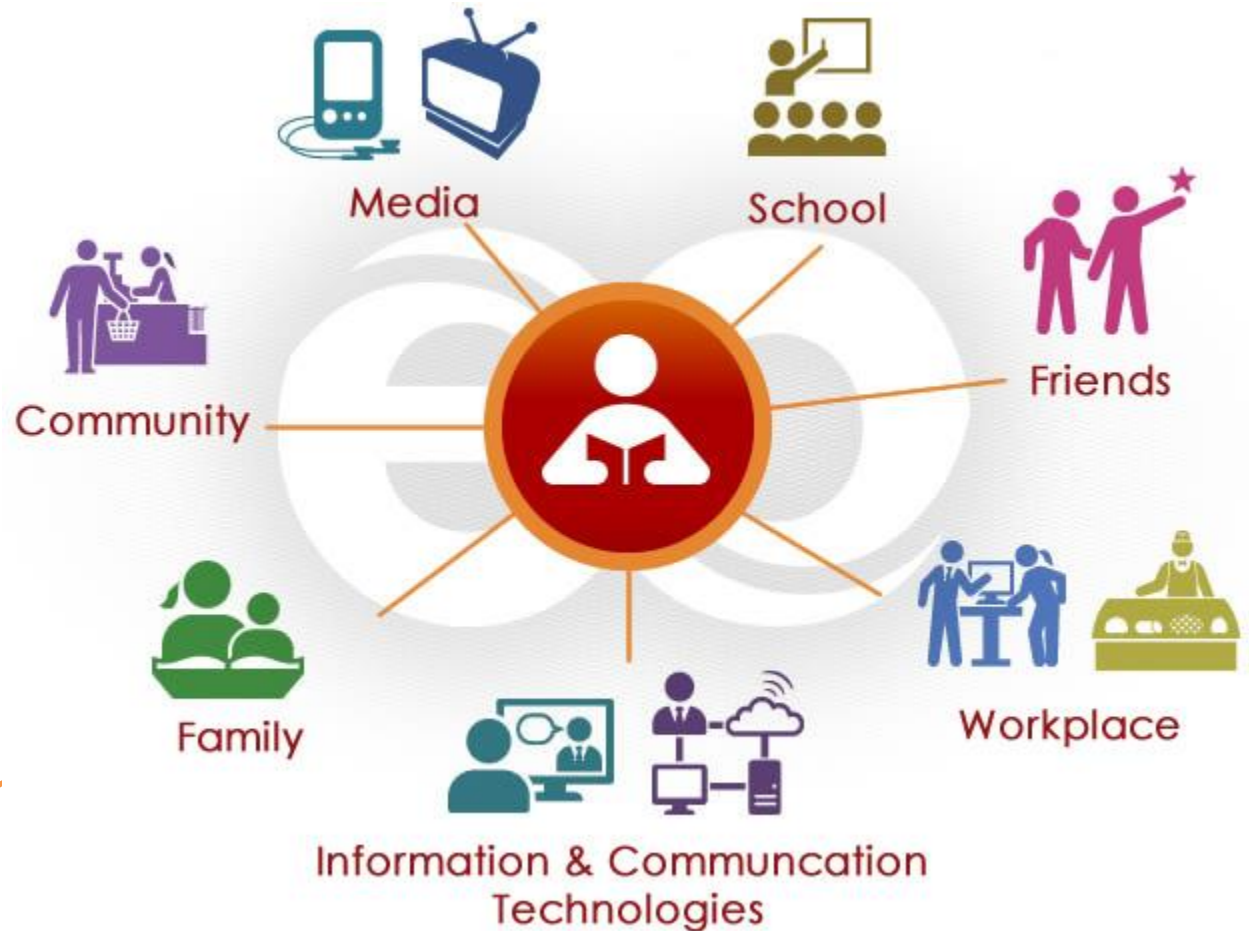 Media
School
Friends
Community
Family
Workplace
Information & Communcation
Technologies